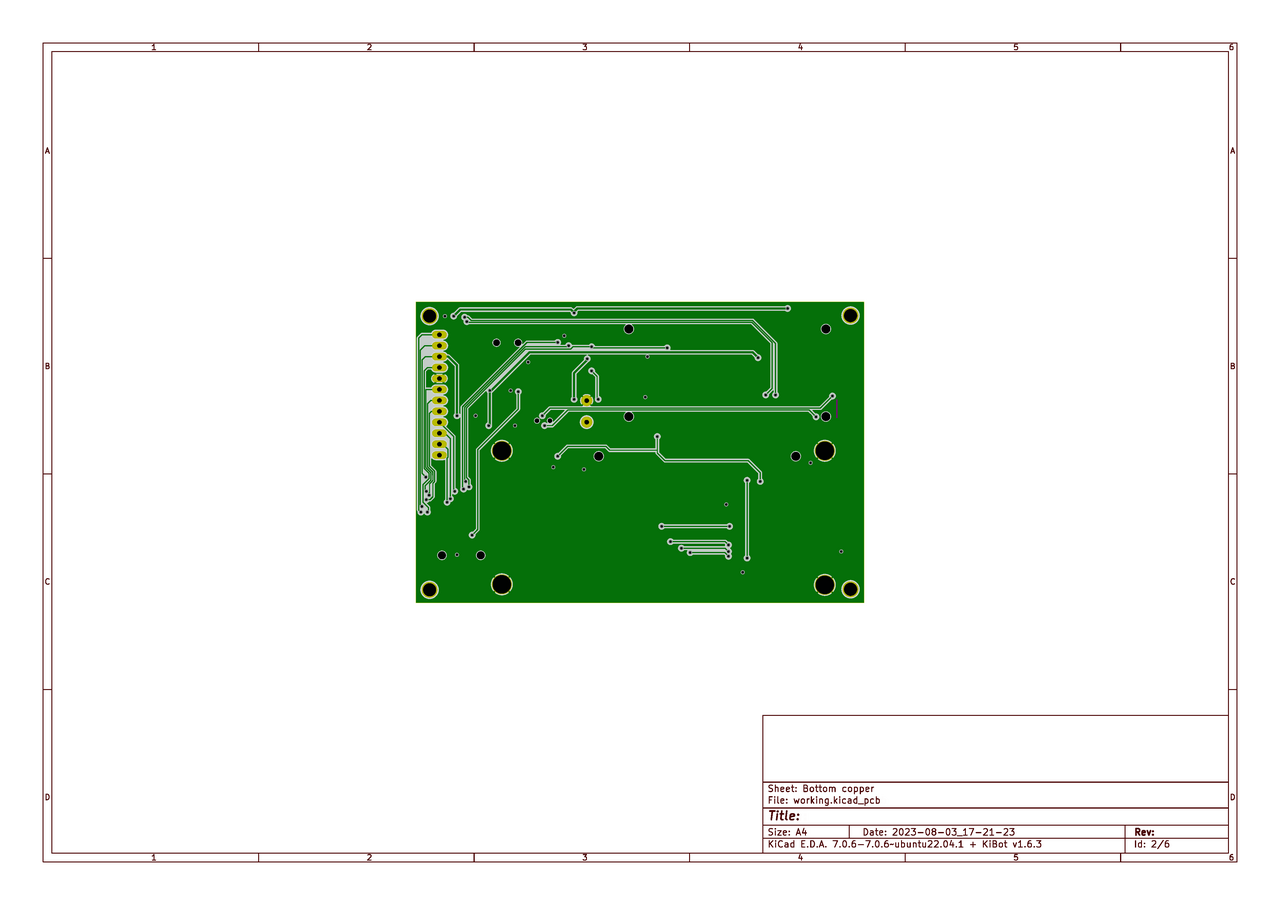 1 2 3 4 5 6
A A
B B
C C
D D
Sheet: Bottom copper
File: working.kicad_pcb
Title:
Size: A4 Date: 2023-08-03_17-21-23 Rev:
KiCad E.D.A. 7.0.6-7.0.6~ubuntu22.04.1 + KiBot v1.6.3 Id: 2/6
1 2 3 4 5 6